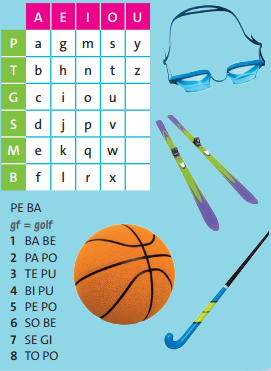 A E I O U
P a g m s y
T b h n t z
G c i o u
S d j p v
M e k q w
B f l r x
PE BA
gf = golf
1 BA BE
2 PA PO
3 TE PU
4 BI PU
5 PE PO
6 SO BE
7 SE GI
8 TO PO